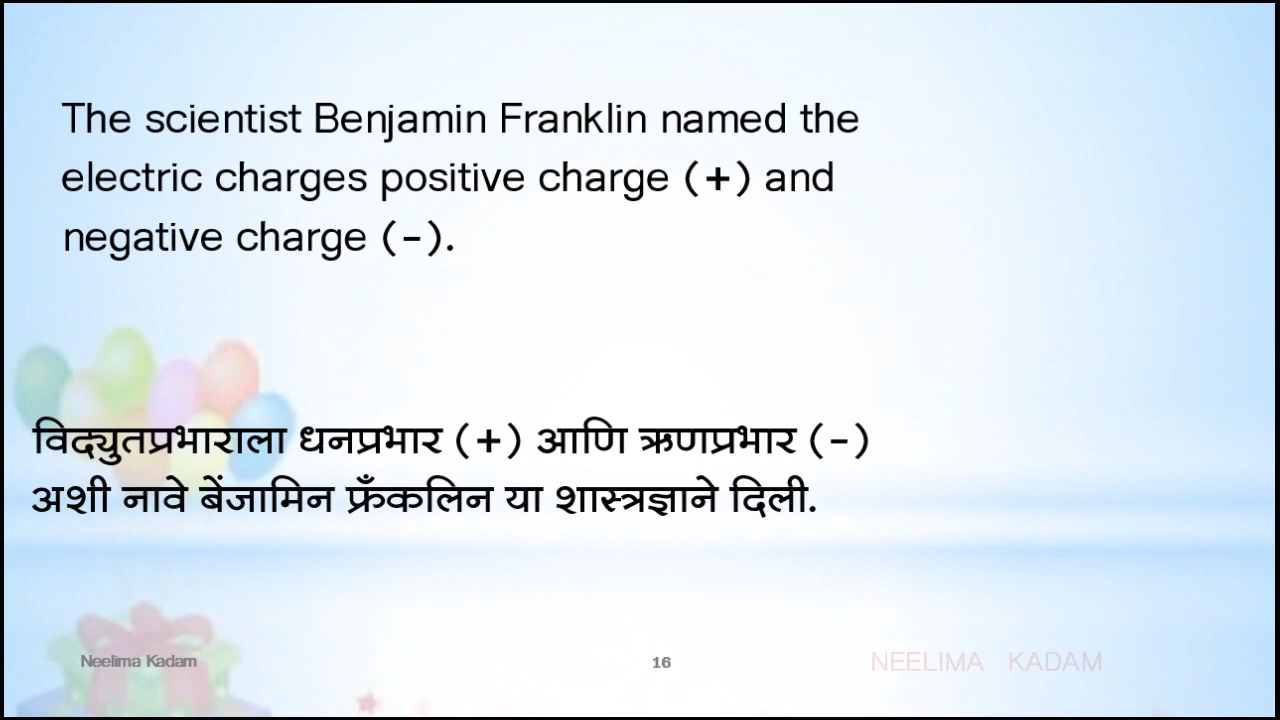 The scientist Benjamin Franklin named the
electric charges positive charge (+) and
negative charge (-).
विद्युतप्रभाराला धनप्रभार (+) आणि ऋणप्रभार (-)
अशी नावे बेंजामिन फ्रँकलिन या शास्त्रज्ञाने दिली.
Neelima Kadam
16
NEELIMA KADAM